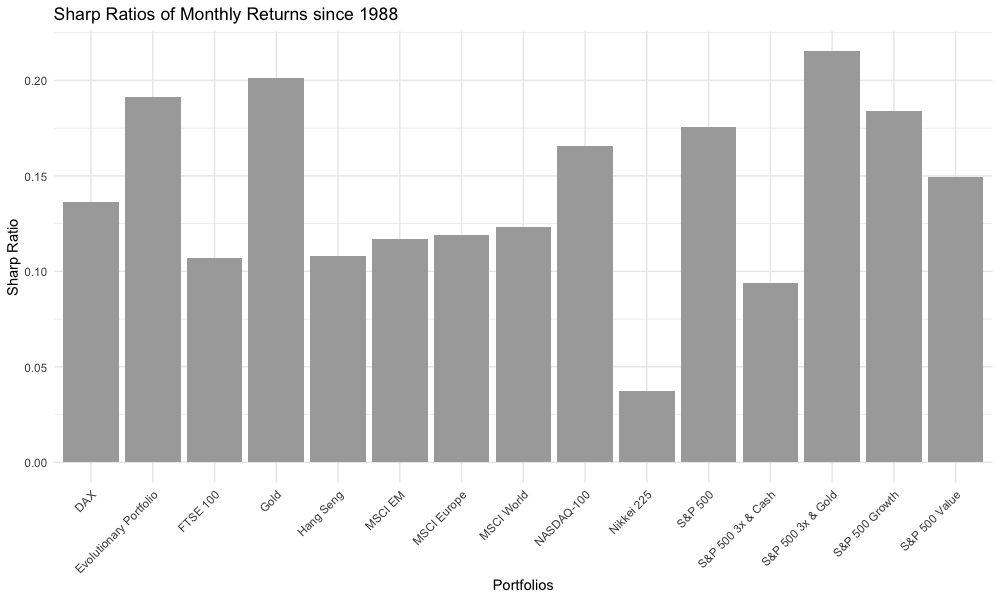 Sharp Ratios of Monthly Returns since 1988
Sharp Ratio
0.20
0.15
0.10
0.05
0.00
DAX
Evolutionary Portfolio
FTSE 100
Gold
Hang Seng
MSCI EM
MSCI Europe
MSCI World
NASDAQ-100
Nikkei 225
S&P 500
S&P 500 3x & Cash
S&P 500 3x & Gold
S&P 500 Growth
S&P 500 Value
Portfolios